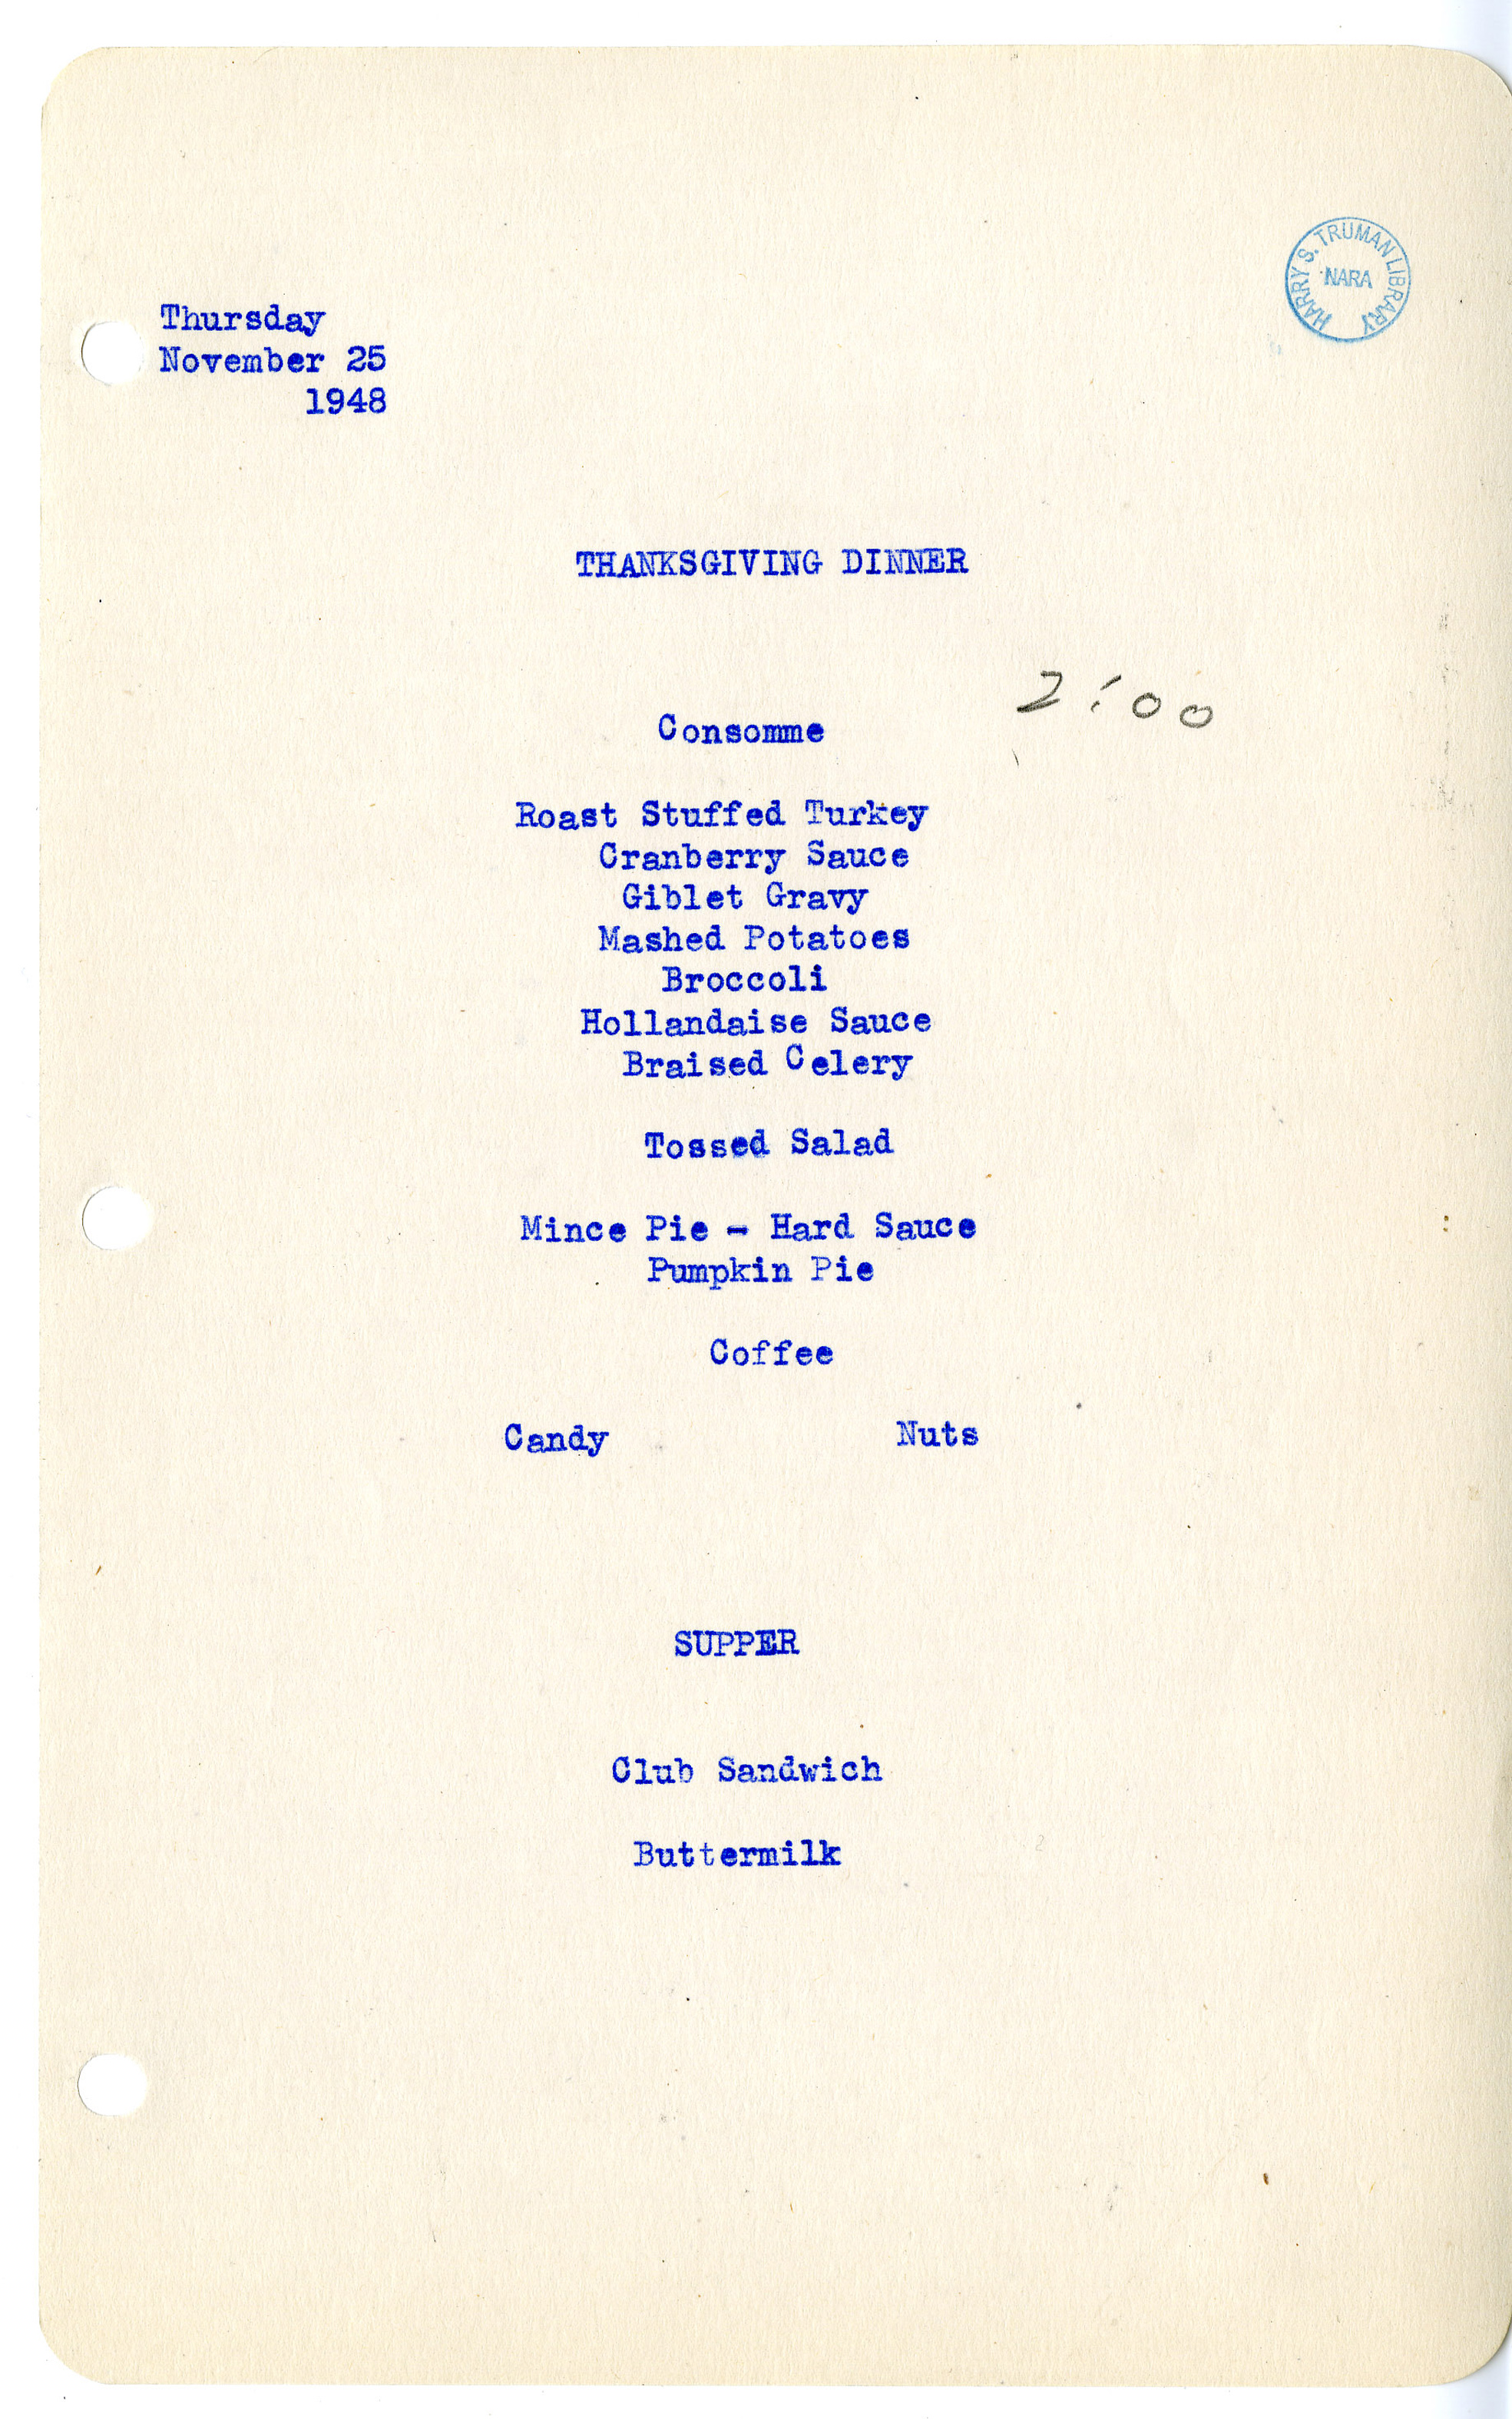 HARRY S. TRUMAN LIBRARY
NARA
Thursday
November 25
1948
THANKSGIVING DINNER
2:00
Consomme
Roast Stuffed Turkey
Cranberry Sauce
Giblet Gravy
Mashed Potatoes
Broccoli
Hollandaise Sauce
Braised Celery
Tossed Salad
Mince Pie - Hard Sauce
Pumpkin Pie
Coffee
Candy Nuts
SUPPER
Club Sandwich
Buttermilk